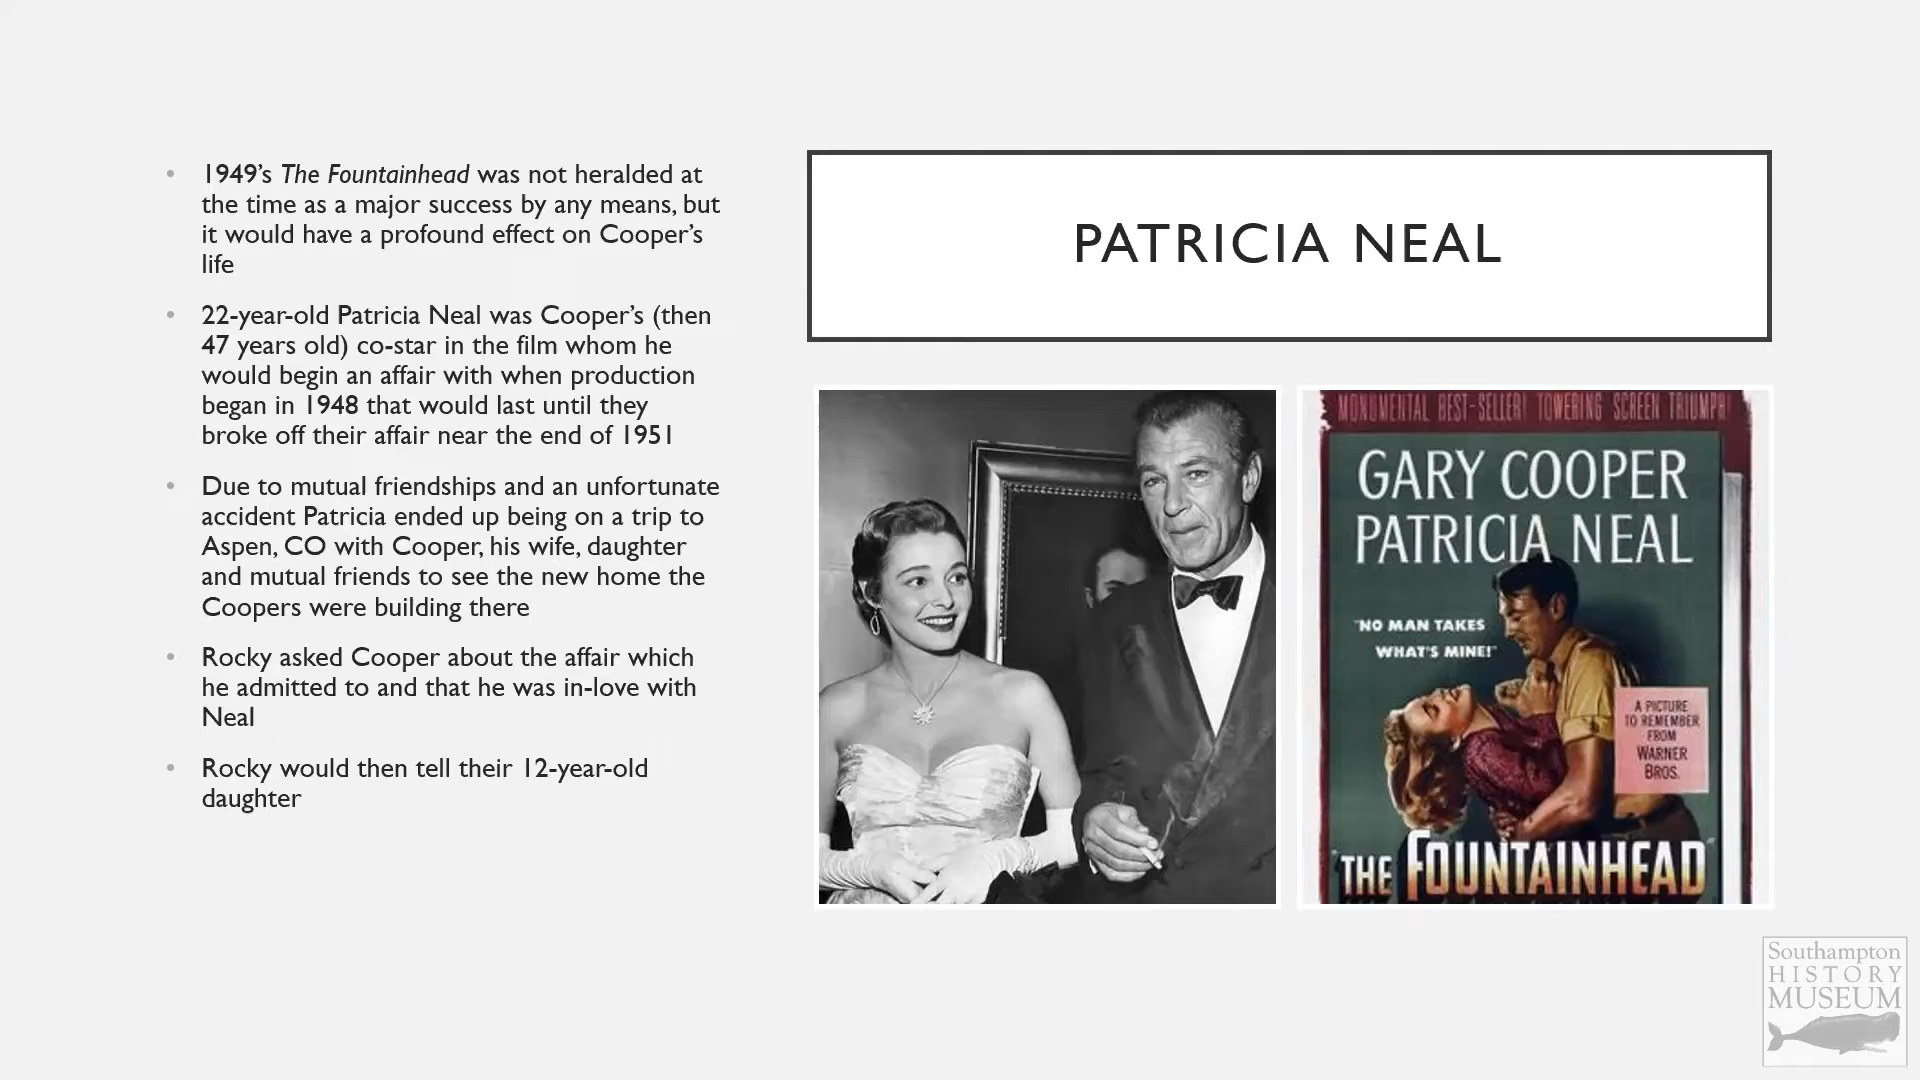 1949’s The Fountainhead was not heralded at
the time as a major success by any means, but
it would have a profound effect on Cooper’s
life
22-year-old Patricia Neal was Cooper’s (then
47 years old) co-star in the film whom he
would begin an affair with when production
began in 1948 that would last until they
broke off their affair near the end of 1951
Due to mutual friendships and an unfortunate
accident Patricia ended up being on a trip to
Aspen, CO with Cooper, his wife, daughter
and mutual friends to see the new home the
Coopers were building there
Rocky asked Cooper about the affair which
he admitted to and that he was in-love with
Neal
Rocky would then tell their 12-year-old
daughter
PATRICIA NEAL
MONUMENTAL BEST-SELLER! TOWERING SCREEN TRIUMPH!
GARY COOPER
PATRICIA NEAL
"NO MAN TAKES
WHAT'S MINE!"
A PICTURE
TO REMEMBER
FROM
WARNER
BROS.
"THE FOUNTAINHEAD"
Southampton
HISTORY
MUSEUM